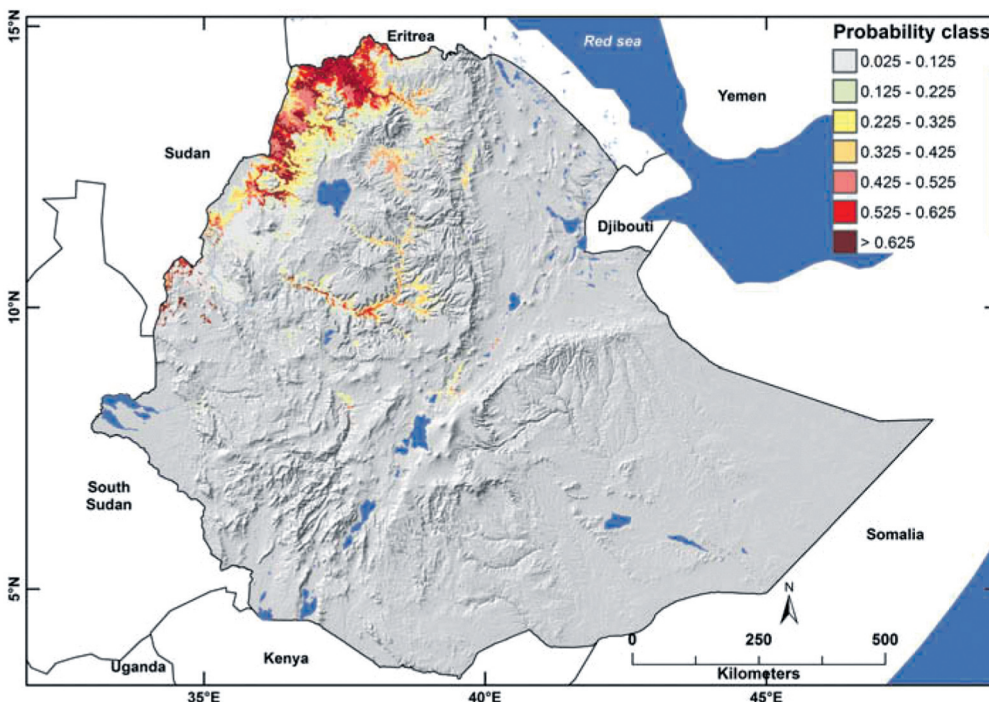 15°N
Eritrea
Red sea
Probability class
0.025 - 0.125
0.125 - 0.225
0.225 - 0.325
0.325 - 0.425
0.425 - 0.525
0.525 - 0.625
> 0.625
Yemen
Sudan
Djibouti
10°N
South
Sudan
Somalia
5°N
N
0 250 500
Kilometers
Uganda
Kenya
35°E 40°E 45°E